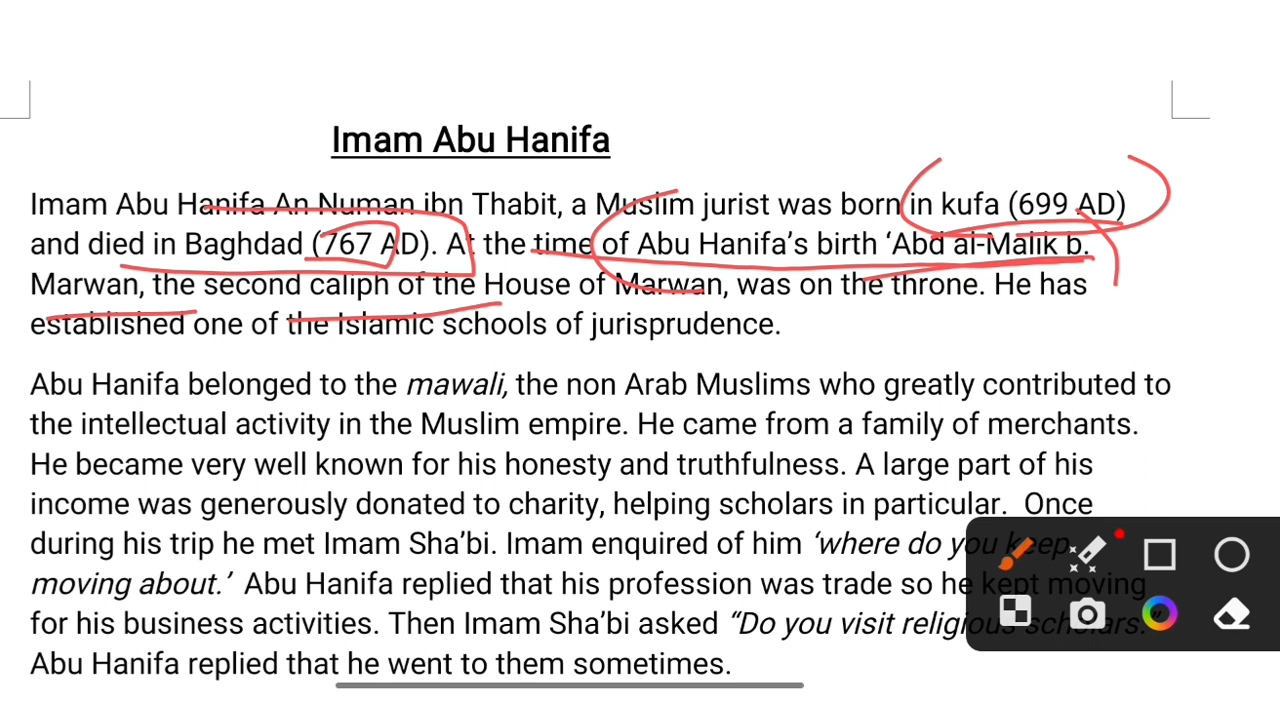 Imam Abu Hanifa
Imam Abu Hanifa An Numan ibn Thabit, a Muslim jurist was born in kufa (699 AD)
and died in Baghdad (767 AD). At the time of Abu Hanifa’s birth ‘Abd al-Malik b.
Marwan, the second caliph of the House of Marwan, was on the throne. He has
established one of the Islamic schools of jurisprudence.
Abu Hanifa belonged to the mawali, the non Arab Muslims who greatly contributed to
the intellectual activity in the Muslim empire. He came from a family of merchants.
He became very well known for his honesty and truthfulness. A large part of his
income was generously donated to charity, helping scholars in particular. Once
during his trip he met Imam Sha’bi. Imam enquired of him ‘where do you keep
moving about.’ Abu Hanifa replied that his profession was trade so he kept moving
for his business activities. Then Imam Sha’bi asked “Do you visit religious scholars.”
Abu Hanifa replied that he went to them sometimes.